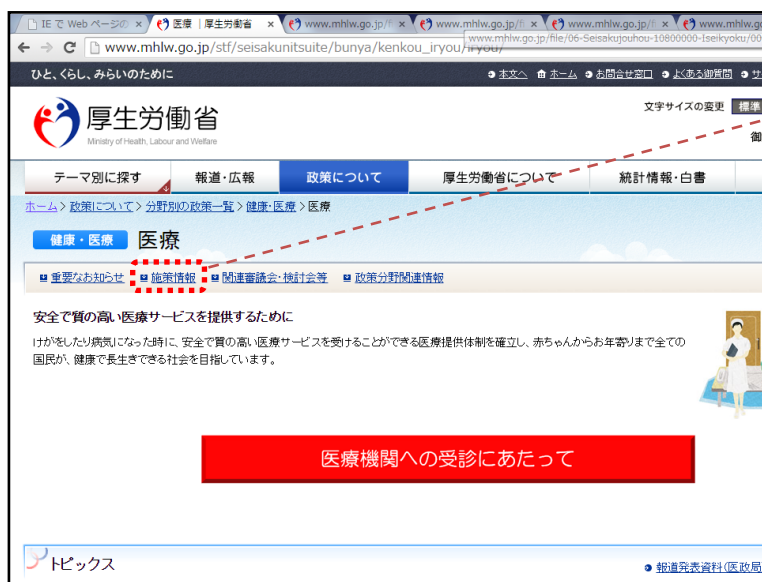 IE で Web ページの
医療 | 厚生労働省
www.mhlw.go.jp/f
www.mhlw.go.jp/f
www.mhlw.go.jp/f
www.mhlw.go
www.mhlw.go.jp/stf/seisakunitsuite/bunya/kenkou_iryou/iryou/
www.mhlw.go.jp/file/06-Seisakujouhou-10800000-Iseikyoku/00
ひと、くらし、みらいのために
本文へ ホーム お問合せ窓口 よくある御質問 サ
厚生労働省
Ministry of Health, Labour and Welfare
文字サイズの変更 標準
御
テーマ別に探す 報道・広報 政策について 厚生労働省について 統計情報・白書
ホーム > 政策について > 分野別の政策一覧 > 健康・医療 > 医療
健康・医療 医療
重要なお知らせ 施策情報 関連審議会・検討会等 政策分野関連情報
安全で質の高い医療サービスを提供するために
けがをしたり病気になった時に、安全で質の高い医療サービスを受けることができる医療提供体制を確立し、赤ちゃんからお年寄りまで全ての
国民が、健康で長生きできる社会を目指しています。
医療機関への受診にあたって
トピックス
報道発表資料(医政局